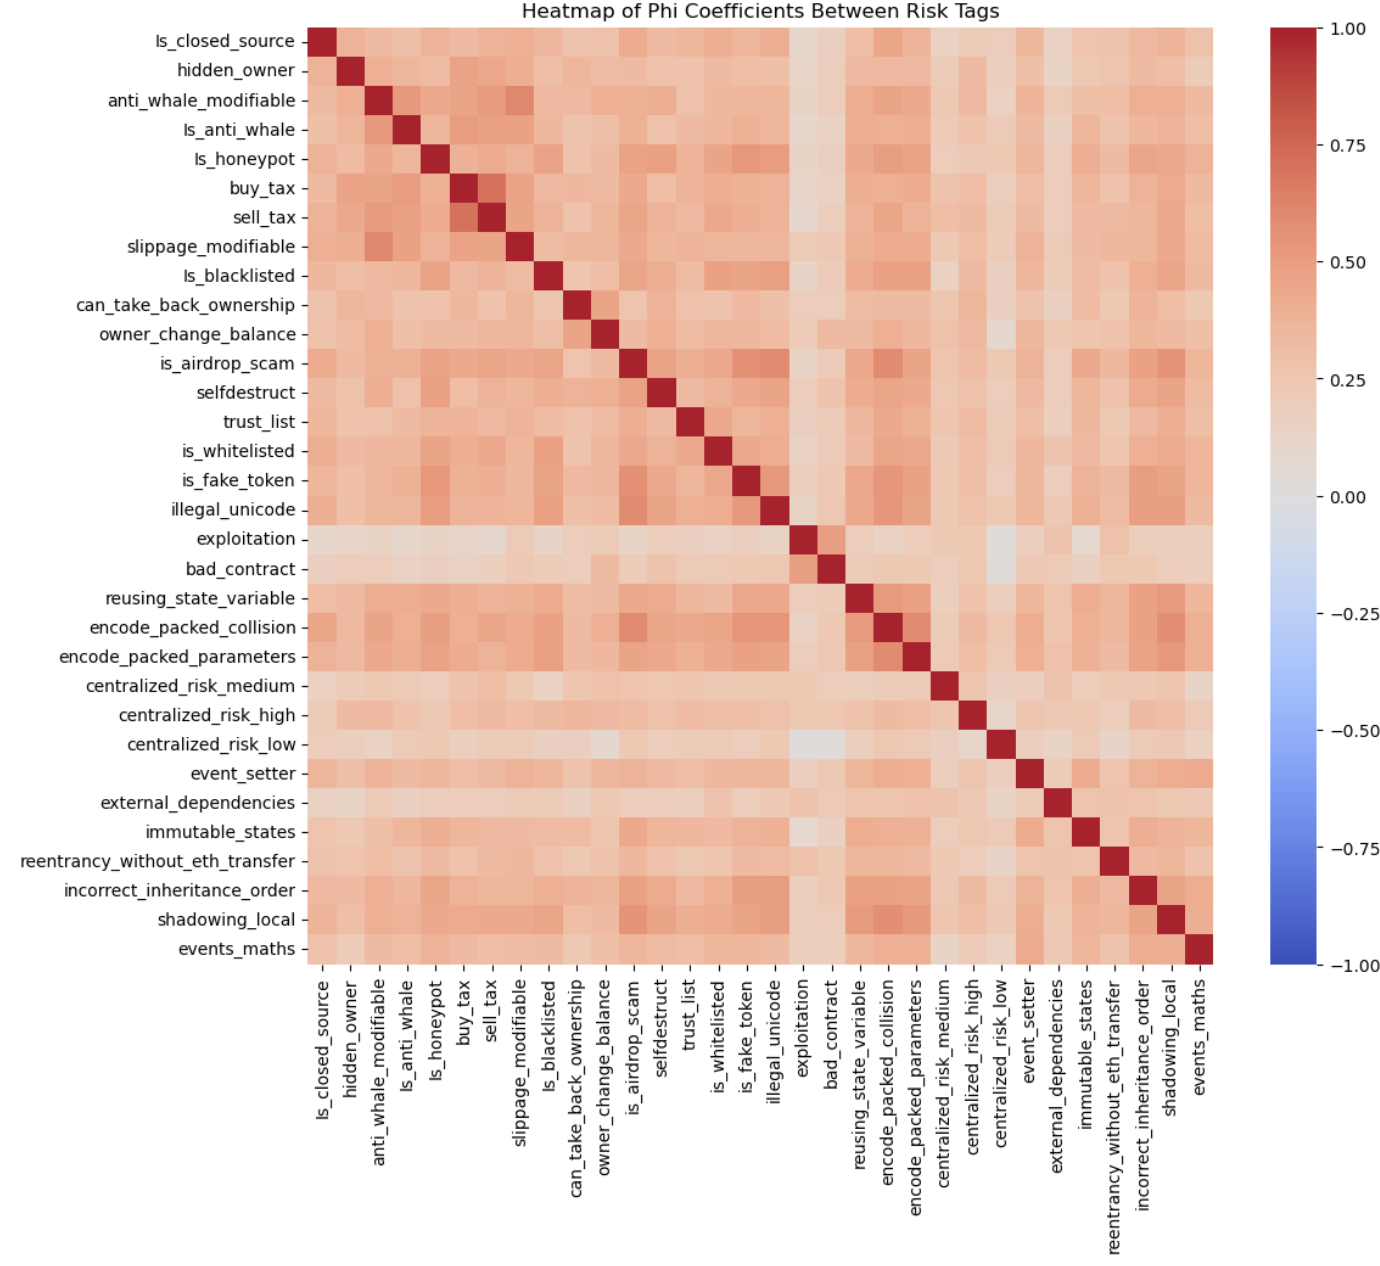 Heatmap of Phi Coefficients Between Risk Tags
Is_closed_source
hidden_owner
anti_whale_modifiable
Is_anti_whale
Is_honeypot
buy_tax
sell_tax
slippage_modifiable
Is_blacklisted
can_take_back_ownership
owner_change_balance
is_airdrop_scam
selfdestruct
trust_list
is_whitelisted
is_fake_token
illegal_unicode
exploitation
bad_contract
reusing_state_variable
encode_packed_collision
encode_packed_parameters
centralized_risk_medium
centralized_risk_high
centralized_risk_low
event_setter
external_dependencies
immutable_states
reentrancy_without_eth_transfer
incorrect_inheritance_order
shadowing_local
events_maths
Is_closed_source
hidden_owner
anti_whale_modifiable
Is_anti_whale
Is_honeypot
buy_tax
sell_tax
slippage_modifiable
Is_blacklisted
can_take_back_ownership
owner_change_balance
is_airdrop_scam
selfdestruct
trust_list
is_whitelisted
is_fake_token
illegal_unicode
exploitation
bad_contract
reusing_state_variable
encode_packed_collision
encode_packed_parameters
centralized_risk_medium
centralized_risk_high
centralized_risk_low
event_setter
external_dependencies
immutable_states
reentrancy_without_eth_transfer
incorrect_inheritance_order
shadowing_local
events_maths
1.00
0.75
0.50
0.25
0.00
−0.25
−0.50
−0.75
−1.00